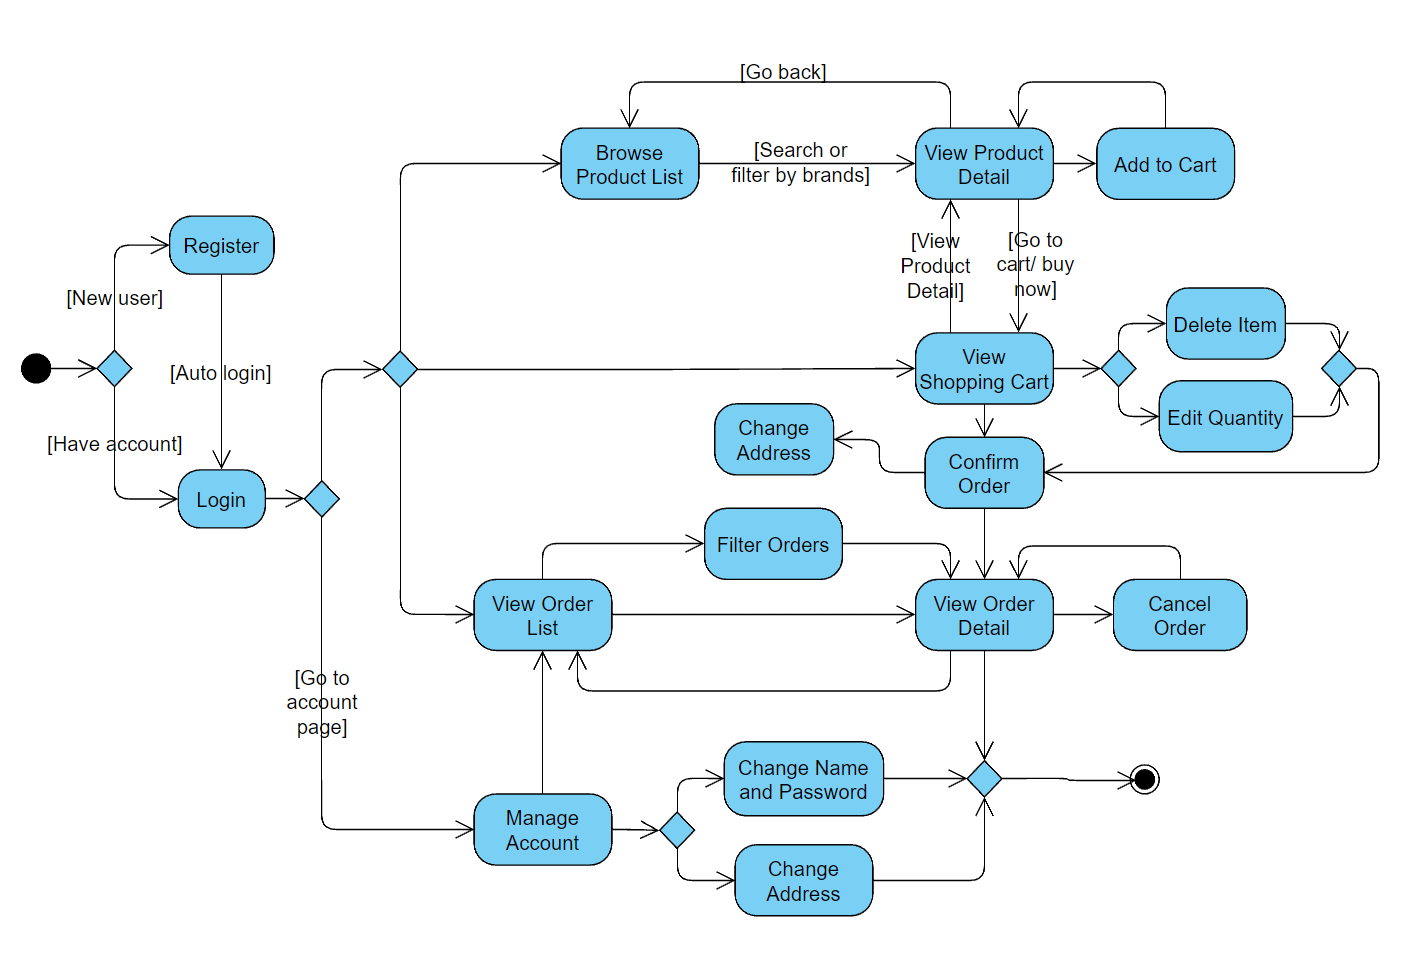 [Go back]
Browse
Product List
[Search or
filter by brands]
View Product
Detail
Add to Cart
Register
[New user]
[View
Product
Detail]
[Go to
cart/ buy
now]
[Auto login]
[Have account]
Login
View
Shopping Cart
Delete Item
Edit Quantity
Change
Address
Confirm
Order
Filter Orders
View Order
List
View Order
Detail
Cancel
Order
[Go to
account
page]
Manage
Account
Change Name
and Password
Change
Address